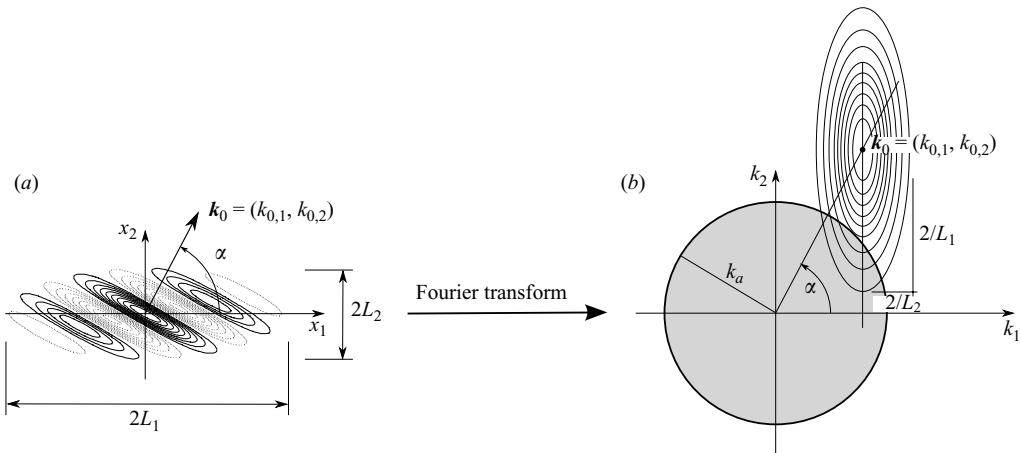 (a)
k0 = (k0,1, k0,2)
x2
α
x1
2L2
2L1
Fourier transform
(b)
k2
k0 = (k0,1, k0,2)
2/L1
ka
α
2/L2
k1